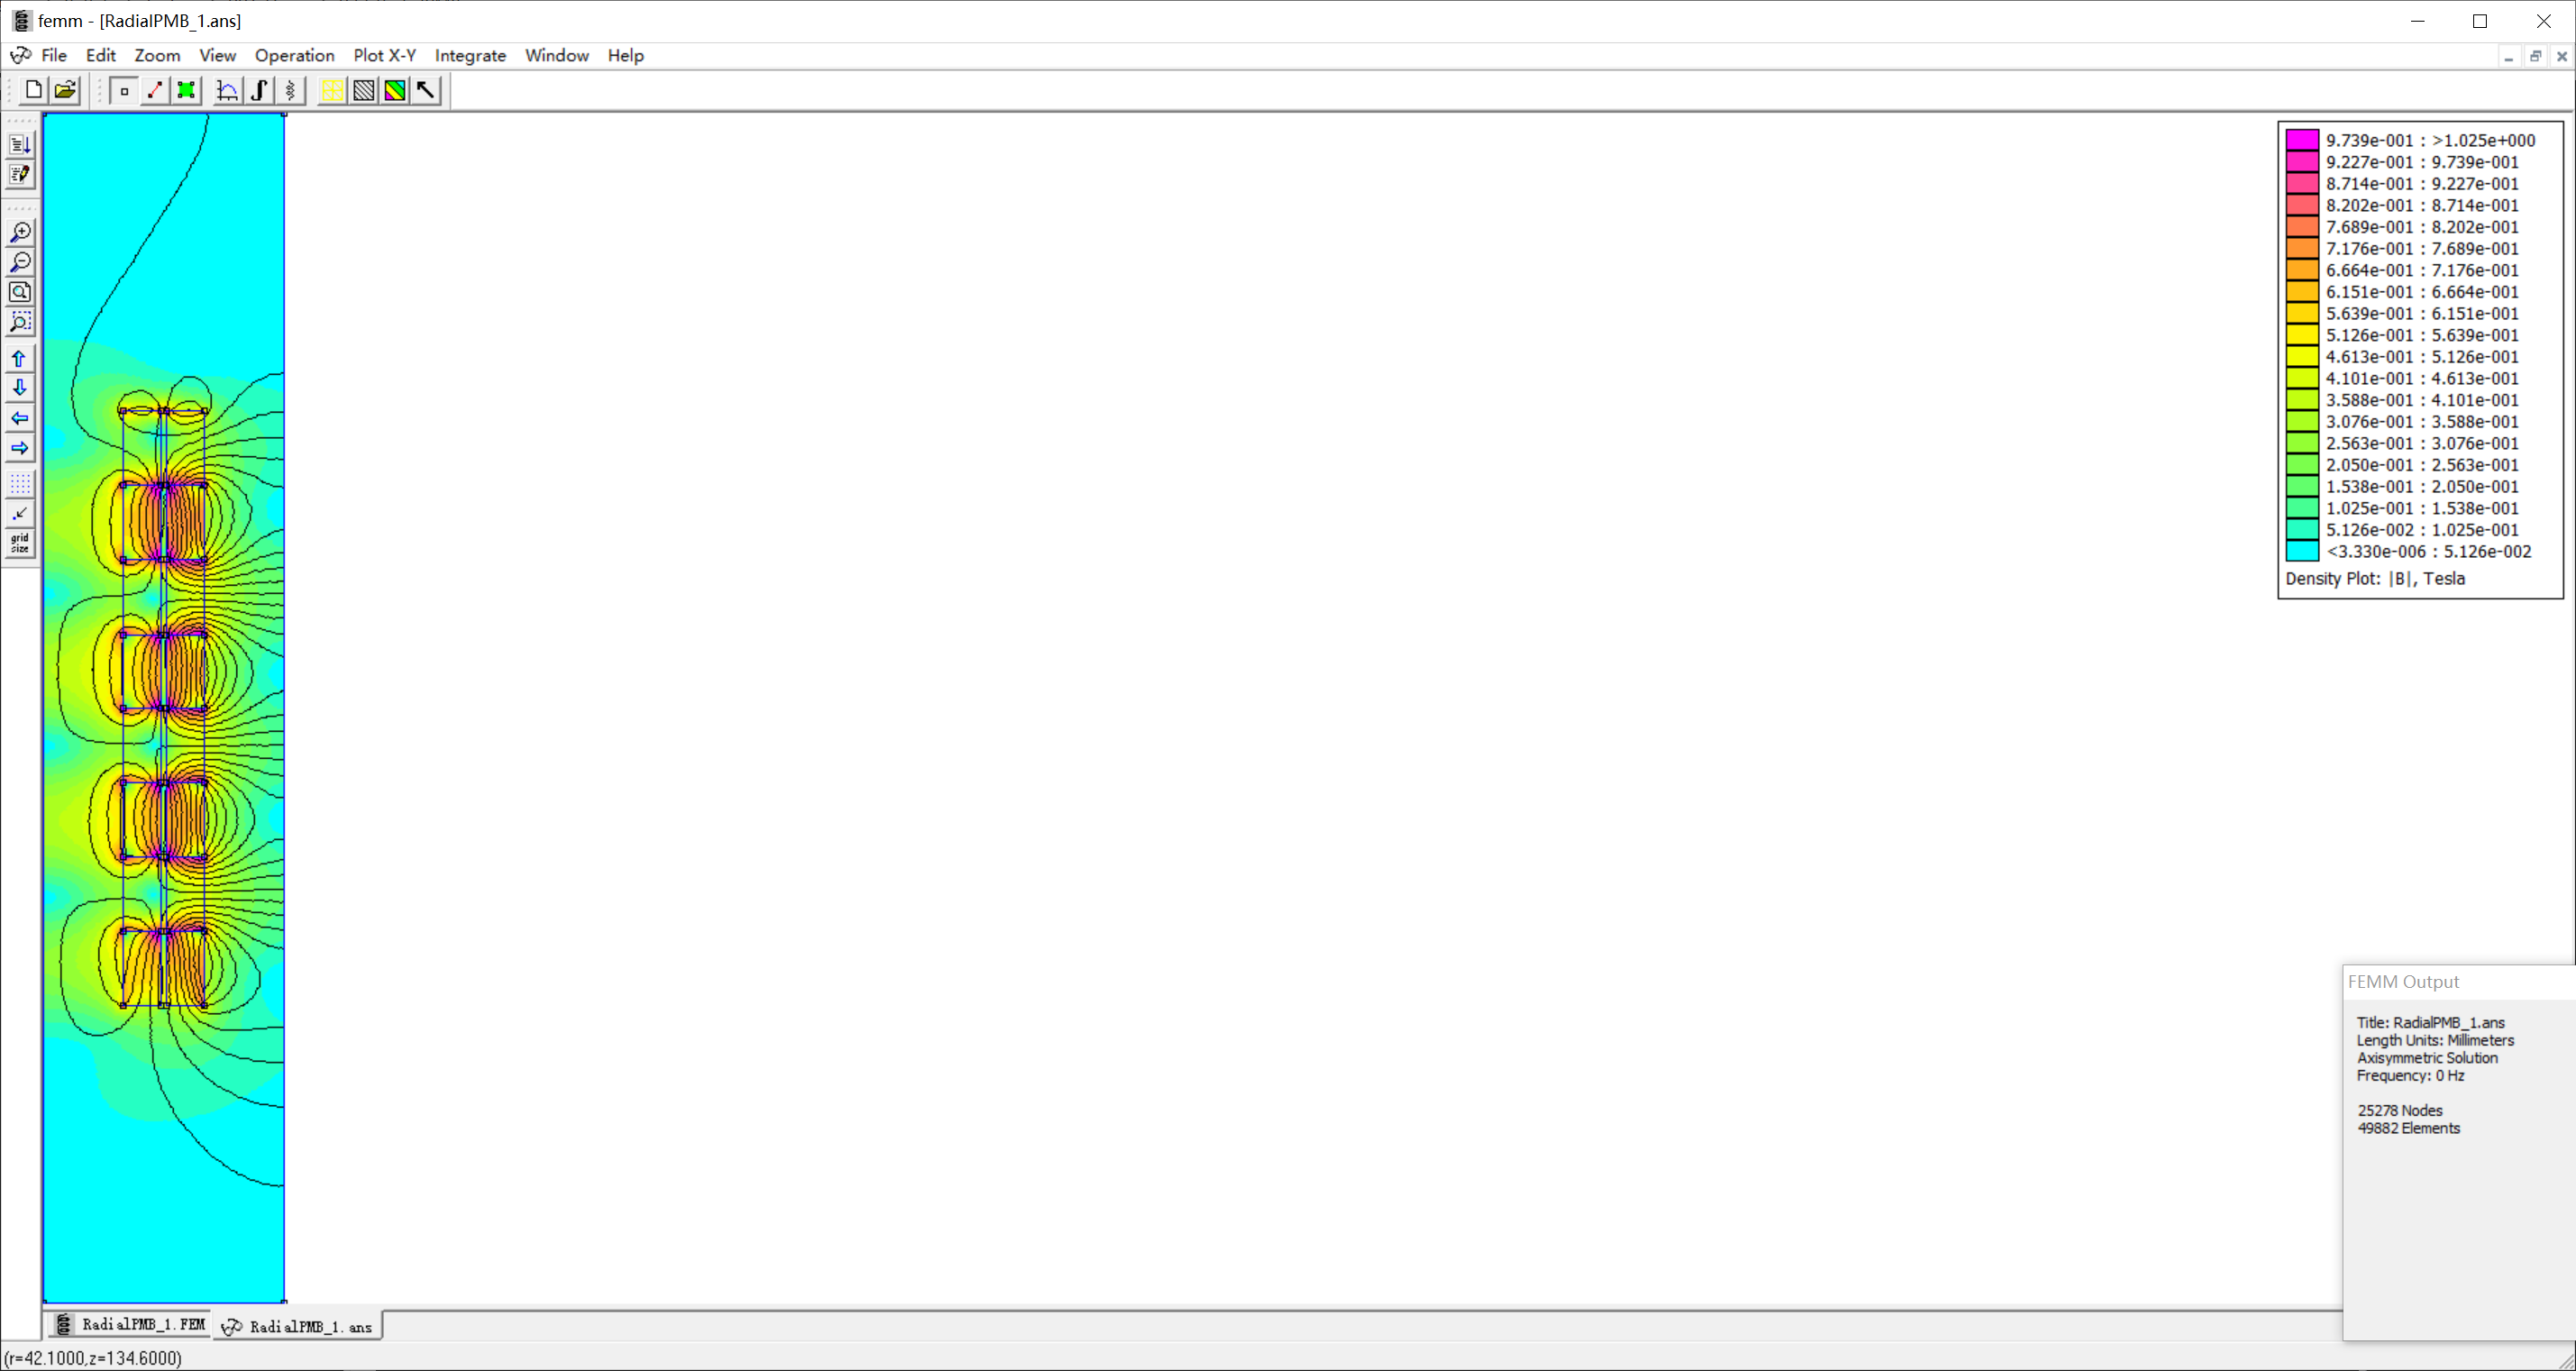 femm - [RadialPMB_1.ans]
File Edit Zoom View Operation Plot X-Y Integrate Window Help
grid
size
9.739e-001 : >1.025e+000
9.227e-001 : 9.739e-001
8.714e-001 : 9.227e-001
8.202e-001 : 8.714e-001
7.689e-001 : 8.202e-001
7.176e-001 : 7.689e-001
6.664e-001 : 7.176e-001
6.151e-001 : 6.664e-001
5.639e-001 : 6.151e-001
5.126e-001 : 5.639e-001
4.613e-001 : 5.126e-001
4.101e-001 : 4.613e-001
3.588e-001 : 4.101e-001
3.076e-001 : 3.588e-001
2.563e-001 : 3.076e-001
2.050e-001 : 2.563e-001
1.538e-001 : 2.050e-001
1.025e-001 : 1.538e-001
5.126e-002 : 1.025e-001
<3.330e-006 : 5.126e-002
Density Plot: |B|, Tesla
FEMM Output
Title: RadialPMB_1.ans
Length Units: Millimeters
Axisymmetric Solution
Frequency: 0 Hz
25278 Nodes
49882 Elements
RadialPMB_1.FEM RadialPMB_1.ans
(r=42.1000,z=134.6000)